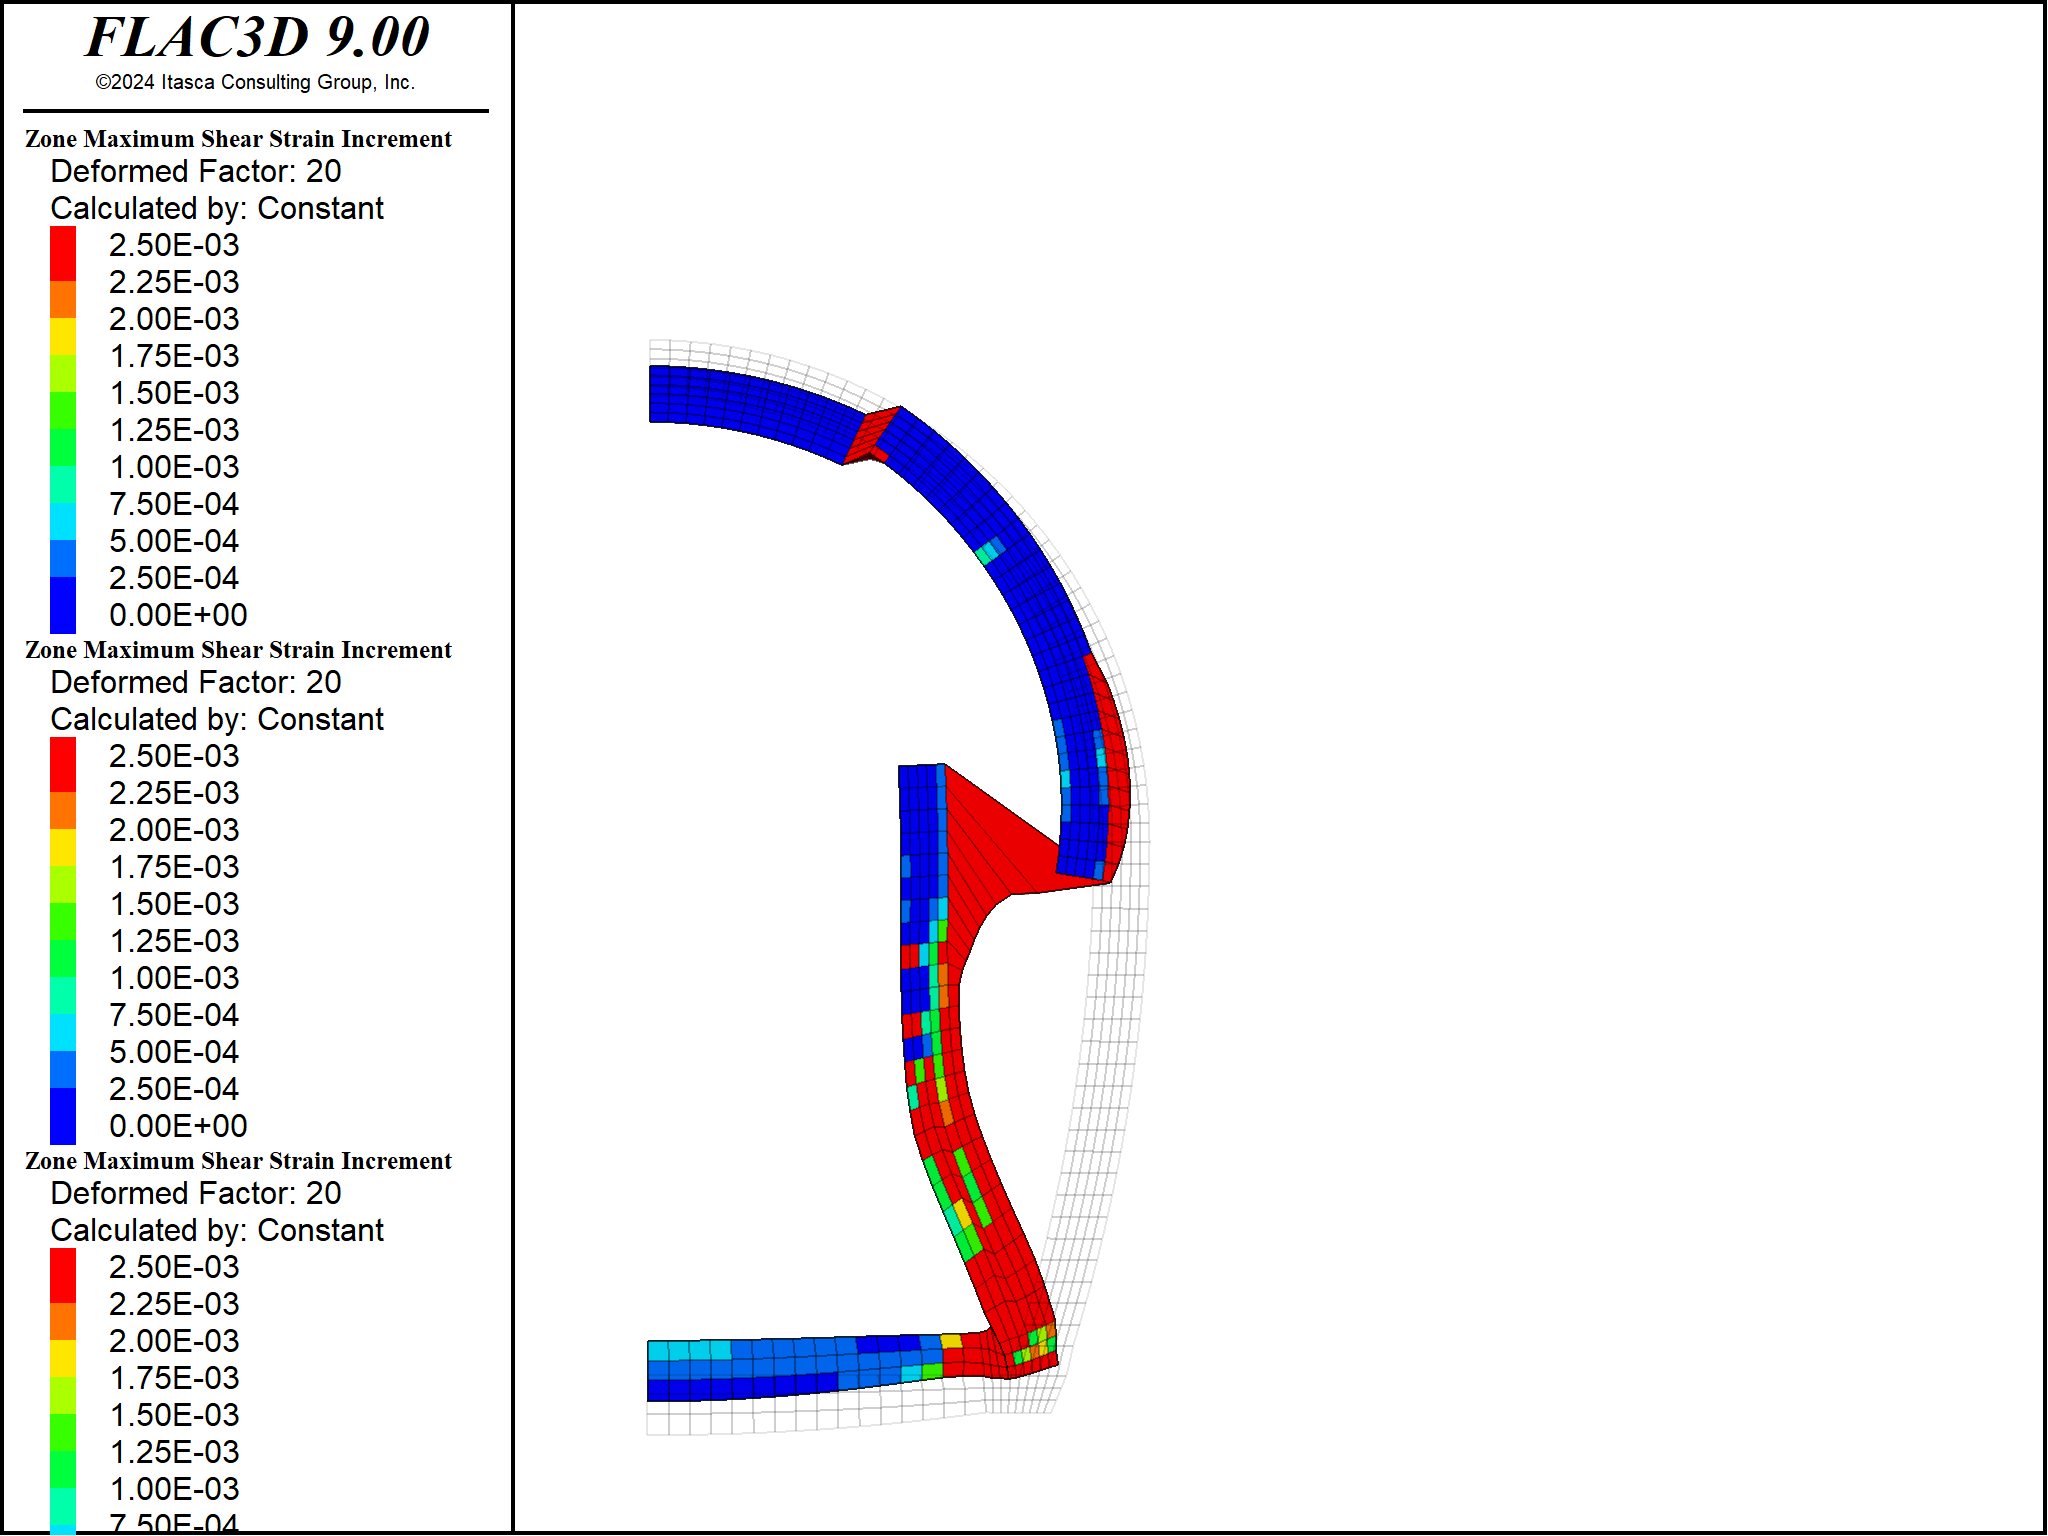 FLAC3D 9.00
©2024 Itasca Consulting Group, Inc.
Zone Maximum Shear Strain Increment
Deformed Factor: 20
Calculated by: Constant
2.50E-03
2.25E-03
2.00E-03
1.75E-03
1.50E-03
1.25E-03
1.00E-03
7.50E-04
5.00E-04
2.50E-04
0.00E+00
Zone Maximum Shear Strain Increment
Deformed Factor: 20
Calculated by: Constant
2.50E-03
2.25E-03
2.00E-03
1.75E-03
1.50E-03
1.25E-03
1.00E-03
7.50E-04
5.00E-04
2.50E-04
0.00E+00
Zone Maximum Shear Strain Increment
Deformed Factor: 20
Calculated by: Constant
2.50E-03
2.25E-03
2.00E-03
1.75E-03
1.50E-03
1.25E-03
1.00E-03
7.50E-04